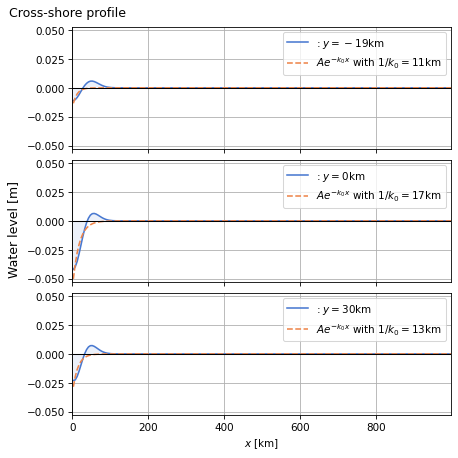 Cross-shore profile
0.050
0.025
0.000
−0.025
−0.050
: y = −19km
Ae^{−k₀x} with 1/k₀ = 11km
Water level [m]
0.050
0.025
0.000
−0.025
−0.050
: y = 0km
Ae^{−k₀x} with 1/k₀ = 17km
0.050
0.025
0.000
−0.025
−0.050
: y = 30km
Ae^{−k₀x} with 1/k₀ = 13km
0 200 400 600 800
x [km]